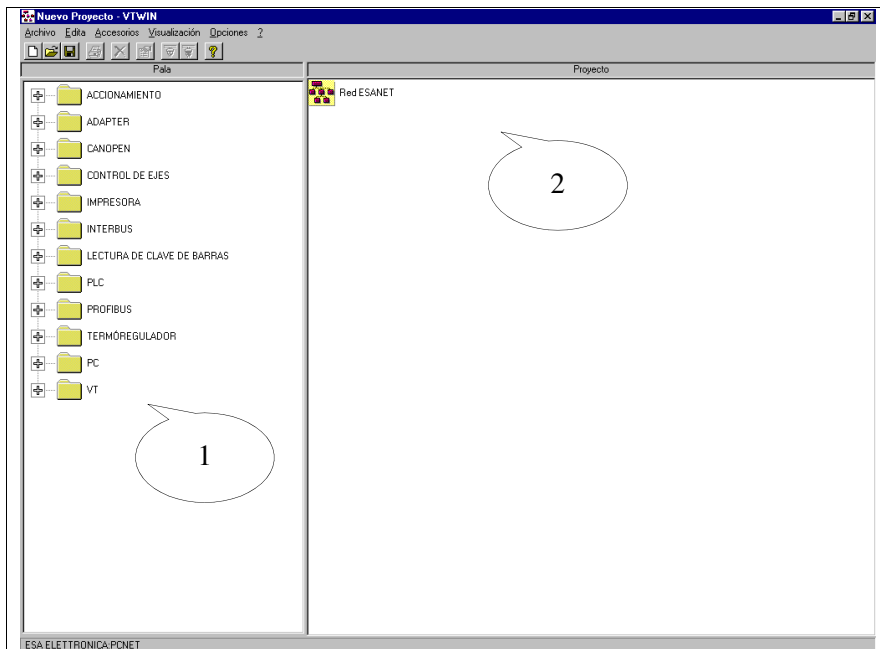 Nuevo Proyecto - VTWIN
Archivo Edita Accesorios Visualización Opciones ?
Pala
Proyecto
ACCIONAMIENTO
ADAPTER
CANOPEN
CONTROL DE EJES
IMPRESORA
INTERBUS
LECTURA DE CLAVE DE BARRAS
PLC
PROFIBUS
TERMÓREGULADOR
PC
VT
1
Red ESANET
2
ESA ELETTRONICA:PCNET